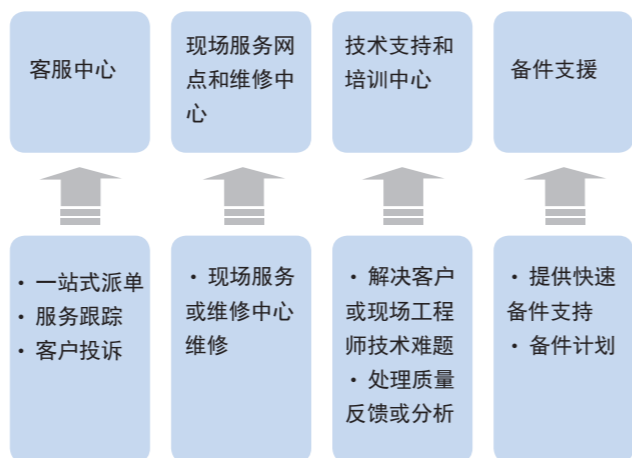 客服中心
现场服务网
点和维修中
心
技术支持和
培训中心
备件支援
· 一站式派单
· 服务跟踪
· 客户投诉
· 现场服务
或维修中心
维修
· 解决客户
或现场工程
师技术难题
· 处理质量
反馈或分析
· 提供快速
备件支持
· 备件计划